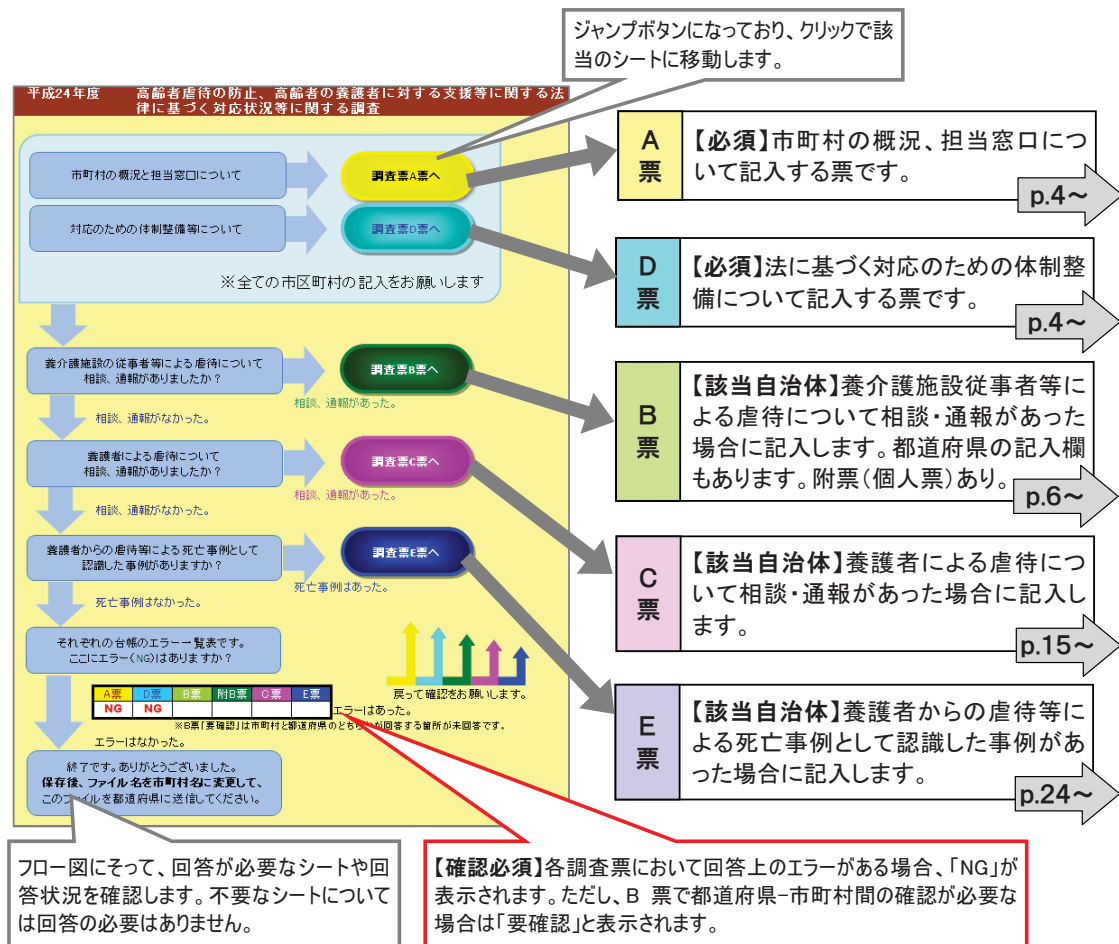 ジャンプボタンになっており、クリックで該
当のシートに移動します。
平成24年度 高齢者虐待の防止、高齢者の養護者に対する支援等に関する法
律に基づく対応状況等に関する調査
市町村の概況と担当窓口について
調査票A票へ
対応のための体制整備等について
調査票D票へ
※全ての市区町村の記入をお願いします
養介護施設の従事者等による虐待について
相談、通報がありましたか?
調査票B票へ
相談、通報があった。
相談、通報がなかった。
養護者による虐待について
相談、通報がありましたか?
調査票C票へ
相談、通報があった。
相談、通報がなかった。
養護者からの虐待等による死亡事例として
認識した事例がありますか?
調査票E票へ
死亡事例はあった。
死亡事例はなかった。
それぞれの台帳のエラー一覧表です。
ここにエラー(NG)はありますか?
戻って確認をお願いします。
A票 D票 B票 附B票 C票 E票
NG NG
エラーはあった。
※B票「要確認」は市町村と都道府県のどちらかが回答する箇所が未回答です。
エラーはなかった。
終了です。ありがとうございました。
保存後、ファイル名を市町村名に変更して、
このファイルを都道府県に送信してください。
A
票
【必須】市町村の概況、担当窓口につ
いて記入する票です。
p.4～
D
票
【必須】法に基づく対応のための体制整
備について記入する票です。
p.4～
B
票
【該当自治体】養介護施設従事者等に
よる虐待について相談・通報があった
場合に記入します。都道府県の記入欄
もあります。附票(個人票)あり。
p.6～
C
票
【該当自治体】養護者による虐待につ
いて相談・通報があった場合に記入し
ます。
p.15～
E
票
【該当自治体】養護者からの虐待等に
よる死亡事例として認識した事例があ
った場合に記入します。
p.24～
フロー図にそって、回答が必要なシートや回
答状況を確認します。不要なシートについて
は回答の必要はありません。
【確認必須】各調査票において回答上のエラーがある場合、「NG」が
表示されます。ただし、B 票で都道府県-市町村間の確認が必要な
場合は「要確認」と表示されます。